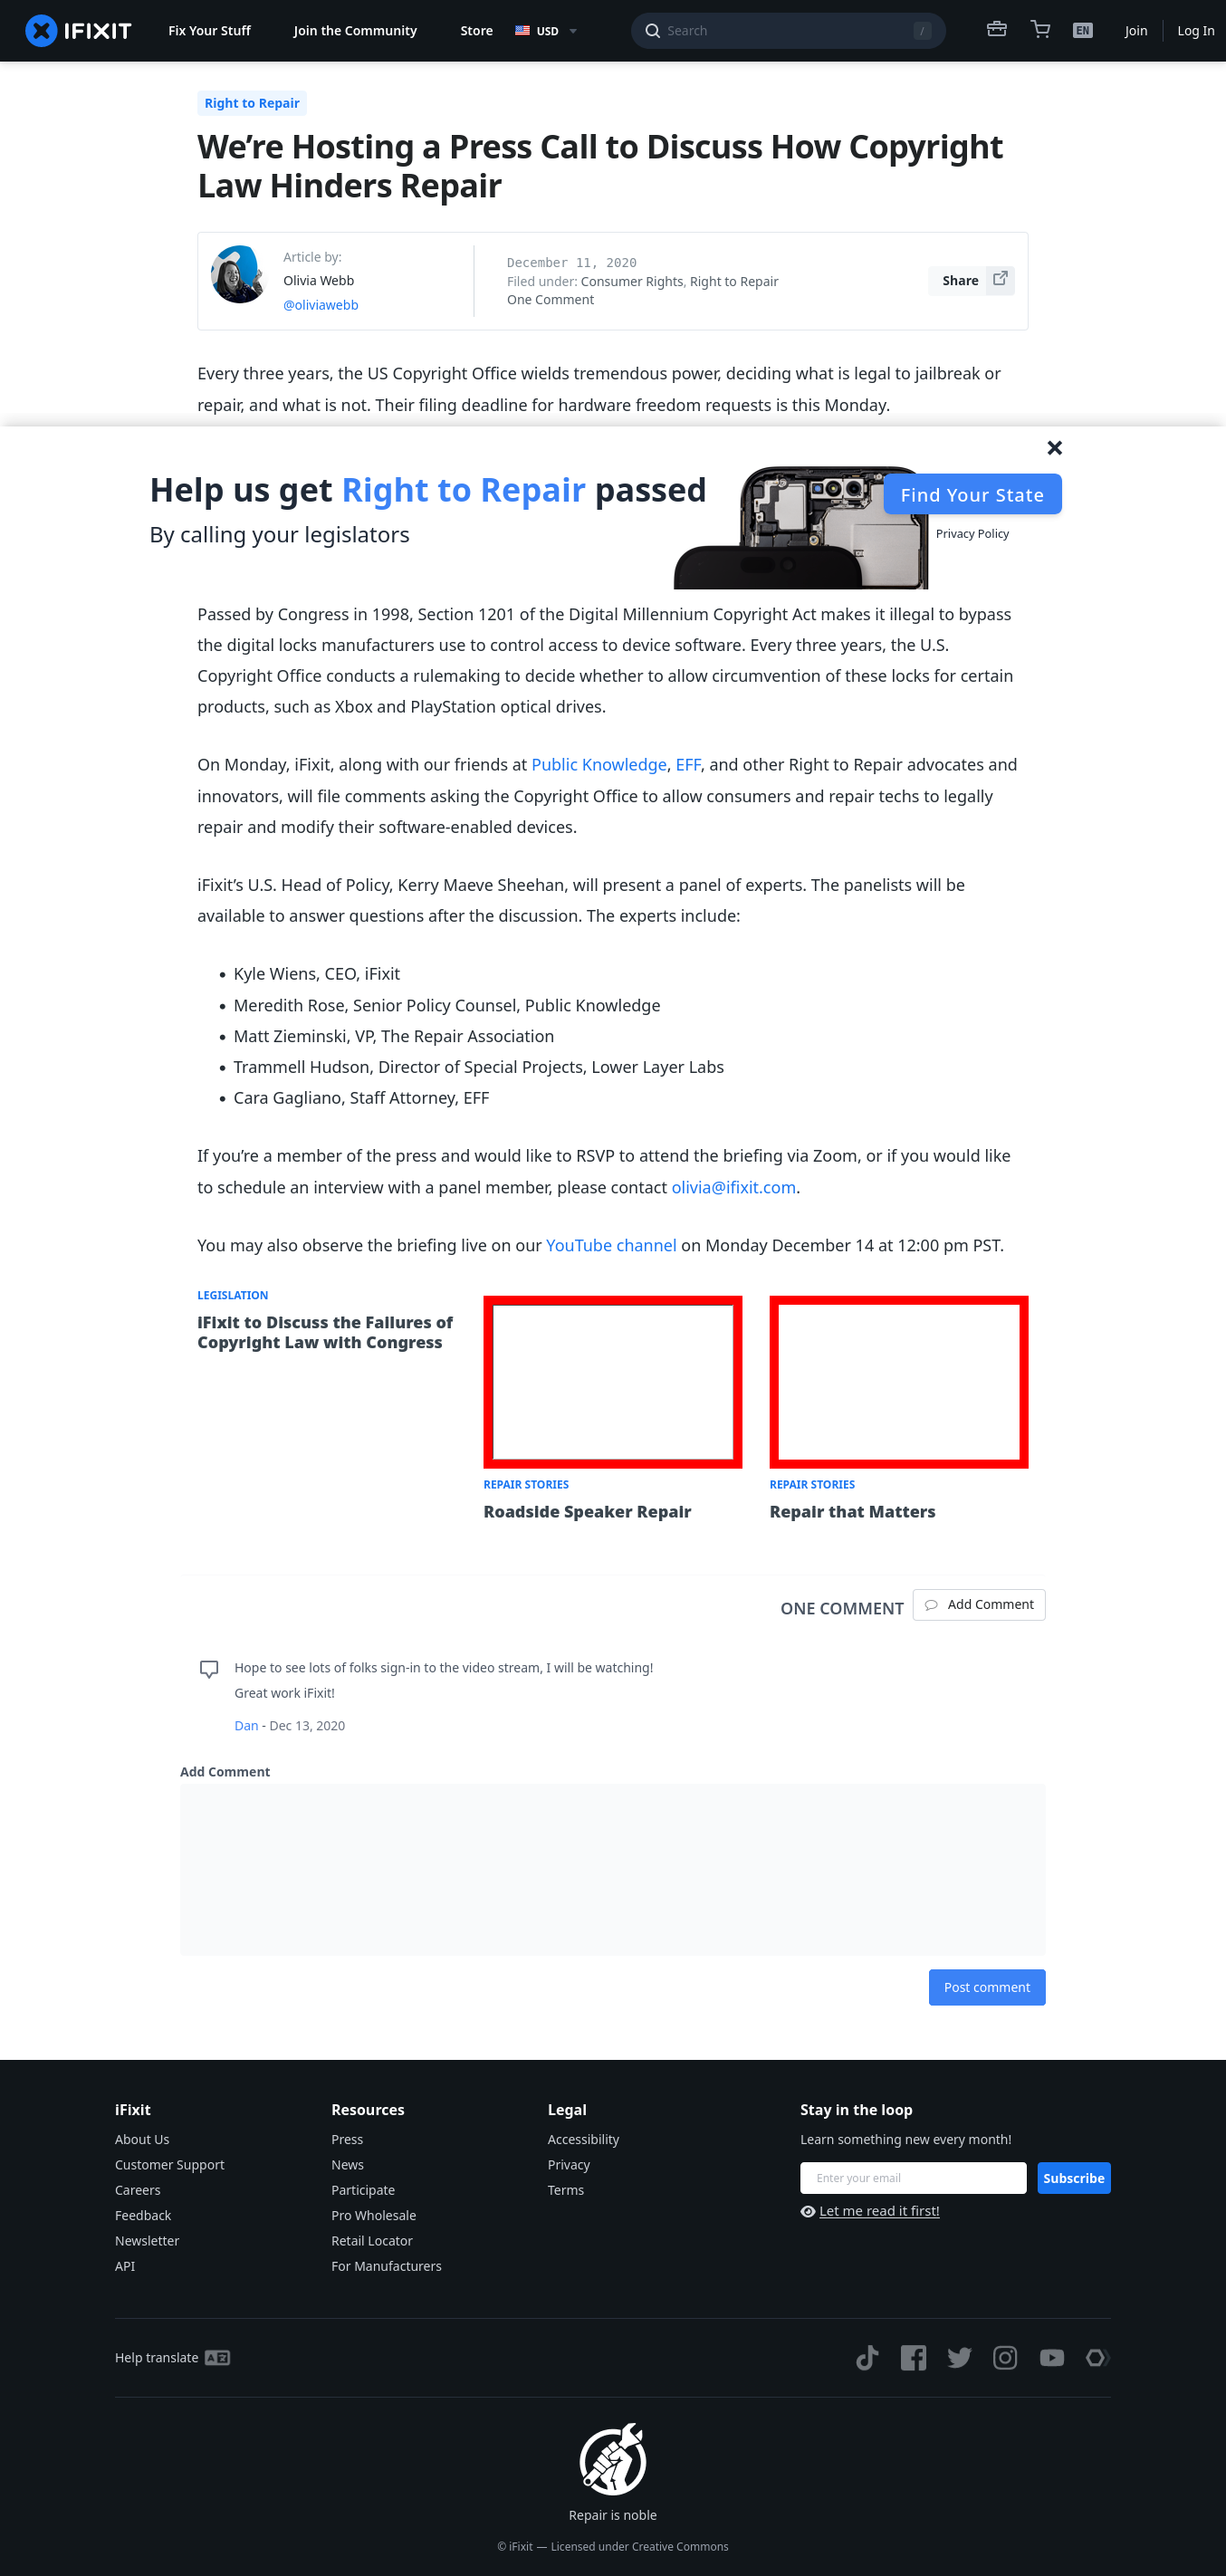 IFIXIT
Fix Your Stuff
Join the Community
Store
USD
Search
/
EN
Join
Log In
Right to Repair
We’re Hosting a Press Call to Discuss How Copyright
Law Hinders Repair
Article by:
Olivia Webb
@oliviawebb
December 11, 2020
Filed under: Consumer Rights, Right to Repair
One Comment
Share
Every three years, the US Copyright Office wields tremendous power, deciding what is legal to jailbreak or
repair, and what is not. Their filing deadline for hardware freedom requests is this Monday.
Help us get Right to Repair passed
By calling your legislators
Find Your State
Privacy Policy
Passed by Congress in 1998, Section 1201 of the Digital Millennium Copyright Act makes it illegal to bypass
the digital locks manufacturers use to control access to device software. Every three years, the U.S.
Copyright Office conducts a rulemaking to decide whether to allow circumvention of these locks for certain
products, such as Xbox and PlayStation optical drives.
On Monday, iFixit, along with our friends at Public Knowledge, EFF, and other Right to Repair advocates and
innovators, will file comments asking the Copyright Office to allow consumers and repair techs to legally
repair and modify their software-enabled devices.
iFixit’s U.S. Head of Policy, Kerry Maeve Sheehan, will present a panel of experts. The panelists will be
available to answer questions after the discussion. The experts include:
• Kyle Wiens, CEO, iFixit
• Meredith Rose, Senior Policy Counsel, Public Knowledge
• Matt Zieminski, VP, The Repair Association
• Trammell Hudson, Director of Special Projects, Lower Layer Labs
• Cara Gagliano, Staff Attorney, EFF
If you’re a member of the press and would like to RSVP to attend the briefing via Zoom, or if you would like
to schedule an interview with a panel member, please contact olivia@ifixit.com.
You may also observe the briefing live on our YouTube channel on Monday December 14 at 12:00 pm PST.
LEGISLATION
iFixit to Discuss the Failures of
Copyright Law with Congress
REPAIR STORIES
Roadside Speaker Repair
REPAIR STORIES
Repair that Matters
ONE COMMENT
Add Comment
Hope to see lots of folks sign-in to the video stream, I will be watching!
Great work iFixit!
Dan - Dec 13, 2020
Add Comment
Post comment
iFixit
About Us
Customer Support
Careers
Feedback
Newsletter
API
Resources
Press
News
Participate
Pro Wholesale
Retail Locator
For Manufacturers
Legal
Accessibility
Privacy
Terms
Stay in the loop
Learn something new every month!
Enter your email
Subscribe
Let me read it first!
Help translate
Repair is noble
© iFixit — Licensed under Creative Commons